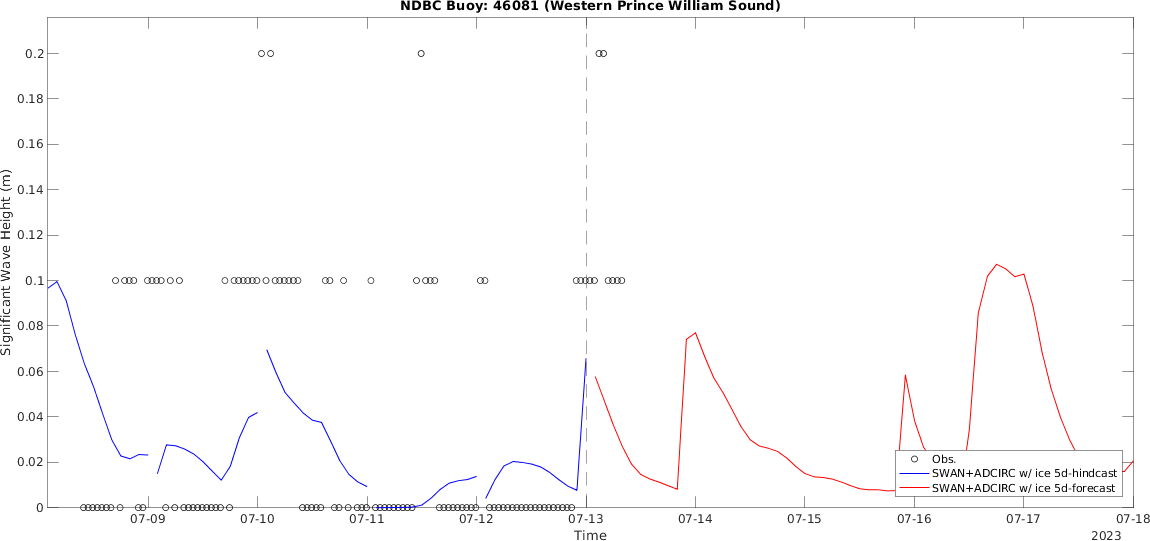 NDBC Buoy: 46081 (Western Prince William Sound)
Significant Wave Height (m)
0.2
0.18
0.16
0.14
0.12
0.1
0.08
0.06
0.04
0.02
0
07-09 07-10 07-11 07-12 07-13 07-14 07-15 07-16 07-17 07-18
Time
2023
Obs.
SWAN+ADCIRC w/ ice 5d-hindcast
SWAN+ADCIRC w/ ice 5d-forecast